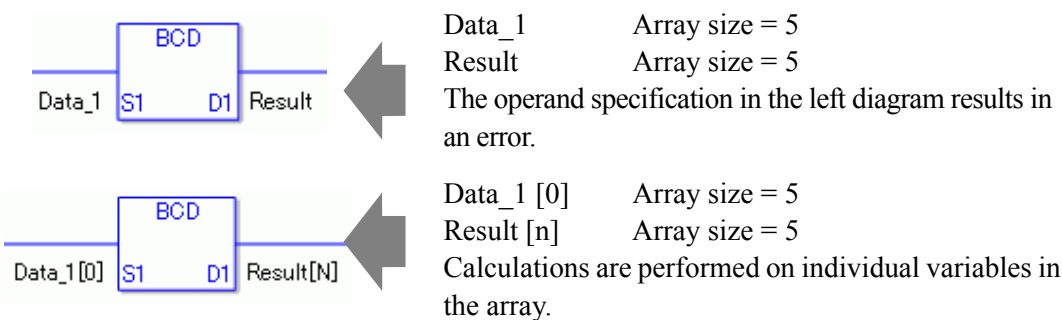 BCD
Data_1 S1 D1 Result
Data_1 Array size = 5
Result Array size = 5
The operand specification in the left diagram results in
an error.
BCD
Data_1[0] S1 D1 Result[N]
Data_1 [0] Array size = 5
Result [n] Array size = 5
Calculations are performed on individual variables in
the array.